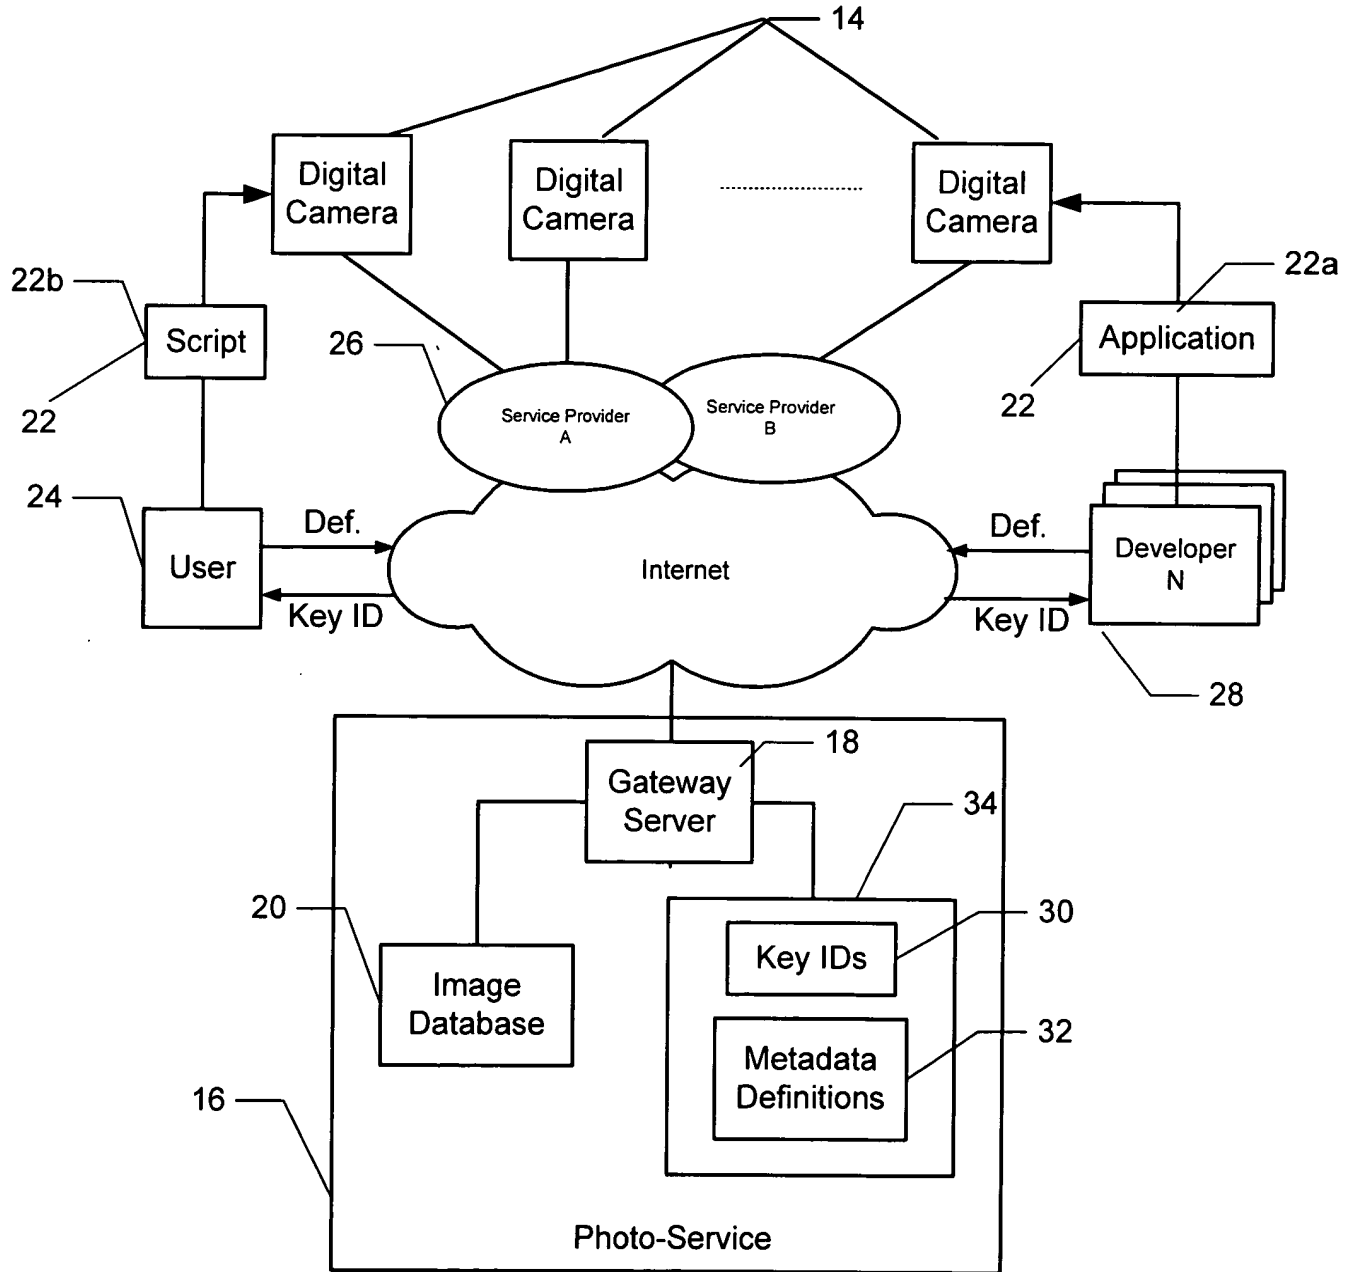 14
Digital
Camera
Digital
Camera
Digital
Camera
22b
22a
Script
26
Application
22
22
Service Provider
A
Service Provider
B
24
User
Def.
Key ID
Internet
Def.
Key ID
Developer
N
28
18
Gateway
Server
34
20
30
Key IDs
Image
Database
32
Metadata
Definitions
16
Photo-Service